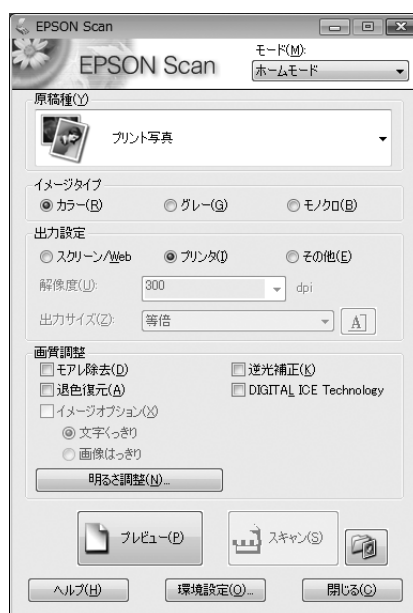 EPSON Scan
EPSON Scan
モード(M):
ホームモード
原稿種(Y)
プリント写真
イメージタイプ
カラー(R) グレー(G) モノクロ(B)
出力設定
スクリーン/Web プリンタ(I) その他(E)
解像度(U): 300 dpi
出力サイズ(Z): 等倍 A
画質調整
モアレ除去(D) 逆光補正(K)
退色復元(A) DIGITAL ICE Technology
イメージオプション(X)
文字くっきり
画像はっきり
明るさ調整(N)...
プレビュー(P) スキャン(S)
ヘルプ(H) 環境設定(O)... 閉じる(C)